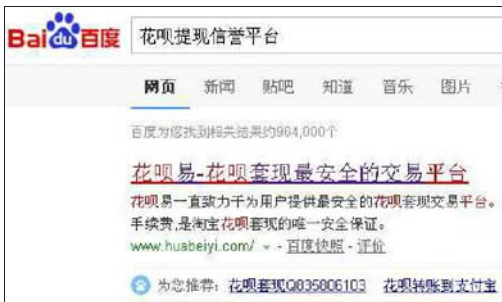 Bai du 百度 花呗提现信誉平台
网页 新闻 贴吧 知道 音乐 图片
百度为您找到相关结果约964,000个
花呗易-花呗套现最安全的交易平台
花呗易一直致力于为用户提供最安全的花呗套现交易平台。
手续费,是淘宝花呗套现的唯一安全保证。
www.huabeiyi.com/ - 百度快照 - 评价
为您推荐: 花呗套现Q835806103 花呗转账到支付宝